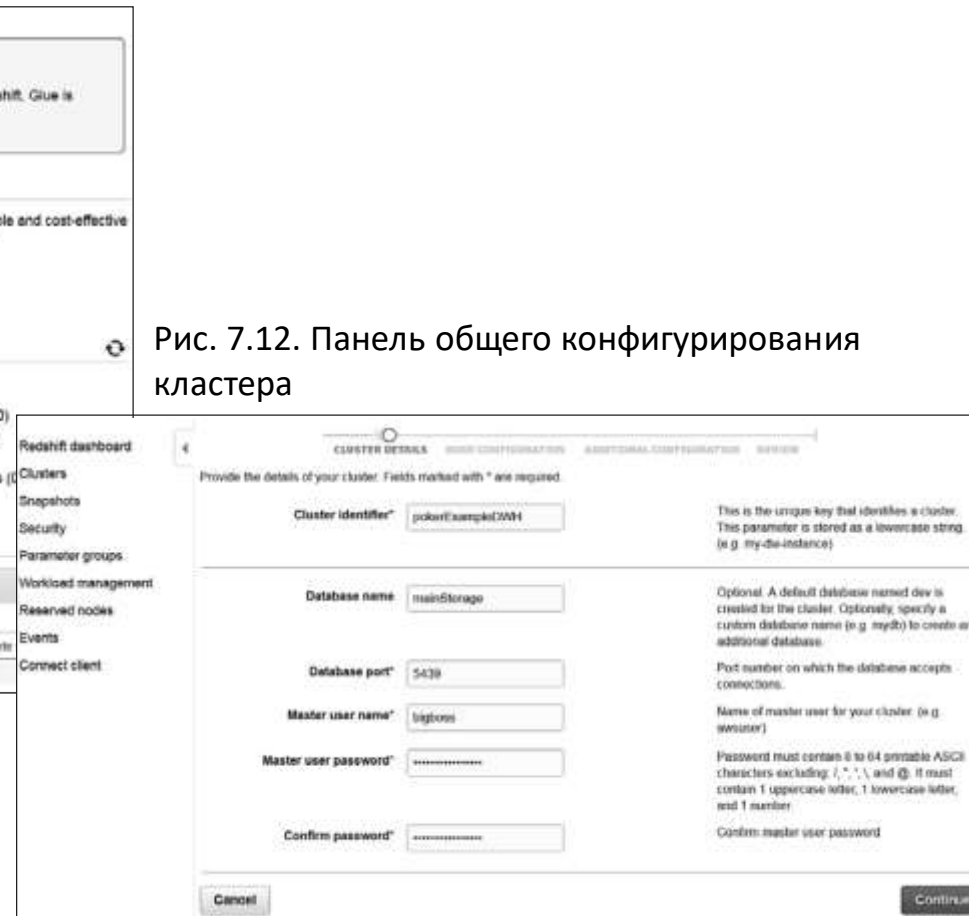 shift. Glue is
ble and cost-effective
Рис. 7.12. Панель общего конфигурирования
кластера
Redshift dashboard
Clusters
Snapshots
Security
Parameter groups
Workload management
Reserved nodes
Events
Connect client
CLUSTER DETAILS NODE CONFIGURATION ADDITIONAL CONFIGURATION REVIEW
Provide the details of your cluster. Fields marked with * are required.
Cluster identifier* pokerExampleDWH
This is the unique key that identifies a cluster.
This parameter is stored as a lowercase string.
(e.g. my-dw-instance)
Database name mainStorage
Optional. A default database named dev is
created for the cluster. Optionally, specify a
custom database name (e.g. mydb) to create an
additional database.
Database port* 5439
Port number on which the database accepts
connections.
Master user name* bigboss
Name of master user for your cluster. (e.g.
awsuser)
Master user password*
Password must contain 8 to 64 printable ASCII
characters excluding: /, ", ', \, and @. It must
contain 1 uppercase letter, 1 lowercase letter,
and 1 number.
Confirm password*
Confirm master user password
Cancel
Continue